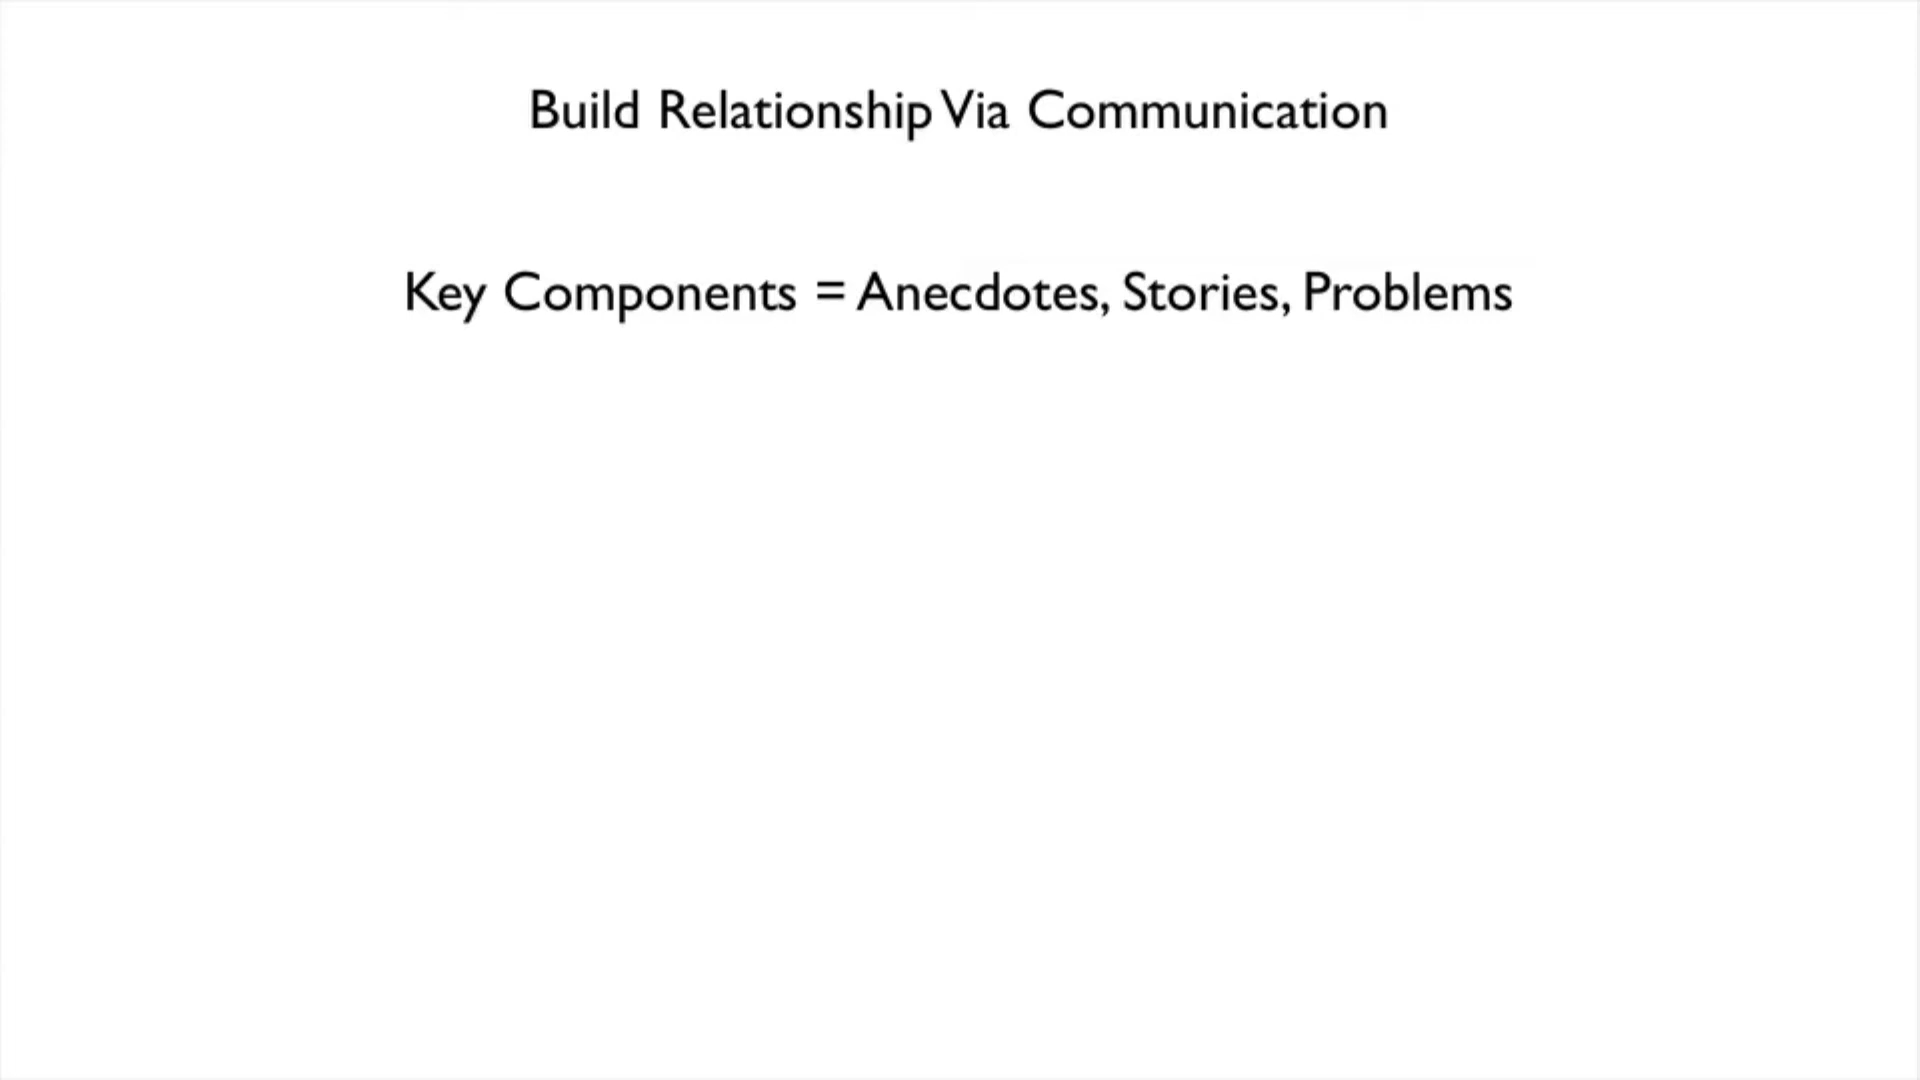 Build Relationship Via Communication
Key Components = Anecdotes, Stories, Problems